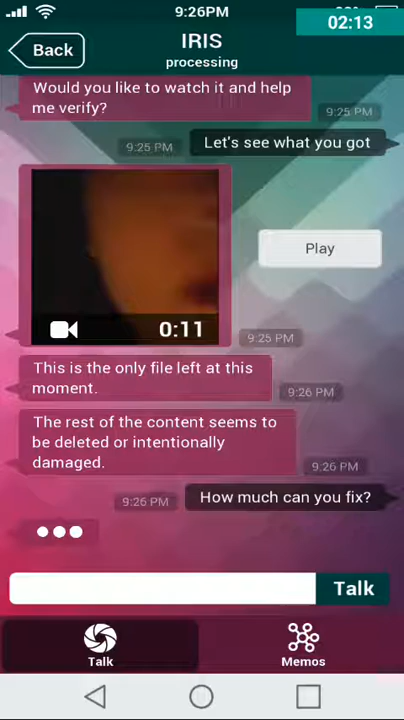 9:26PM
02:13
Back
IRIS
processing
Would you like to watch it and help
me verify?
9:25 PM
Let's see what you got
9:25 PM
Play
0:11
9:25 PM
This is the only file left at this
moment.
9:26 PM
The rest of the content seems to
be deleted or intentionally
damaged.
9:26 PM
How much can you fix?
9:26 PM
Talk
Talk
Memos